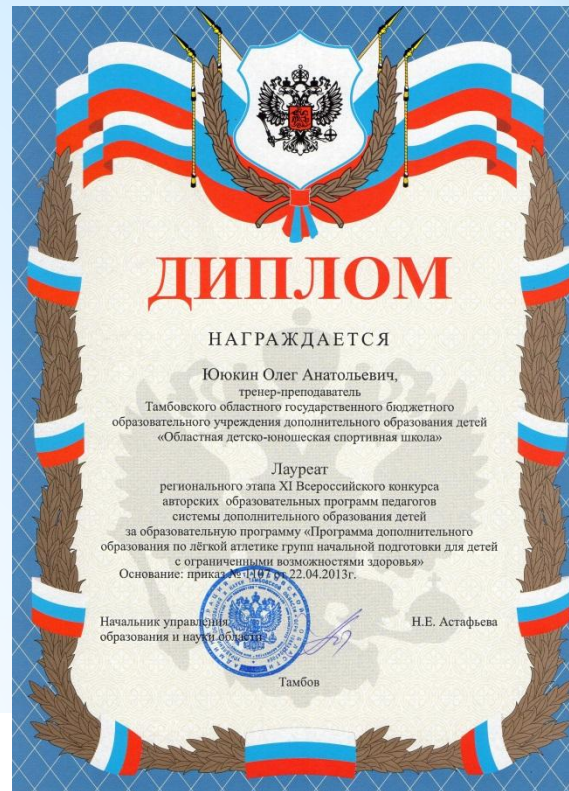 ДИПЛОМ
НАГРАЖДАЕТСЯ
Ююкин Олег Анатольевич,
тренер-преподаватель
Тамбовского областного государственного бюджетного
образовательного учреждения дополнительного образования детей
«Областная детско-юношеская спортивная школа»
Лауреат
регионального этапа XI Всероссийского конкурса
авторских образовательных программ педагогов
системы дополнительного образования детей
за образовательную программу «Программа дополнительного
образования по лёгкой атлетике групп начальной подготовки для детей
с ограниченными возможностями здоровья»
Основание: приказ № от 22.04.2013г.
Начальник управления
образования и науки области
Н.Е. Астафьева
Тамбов